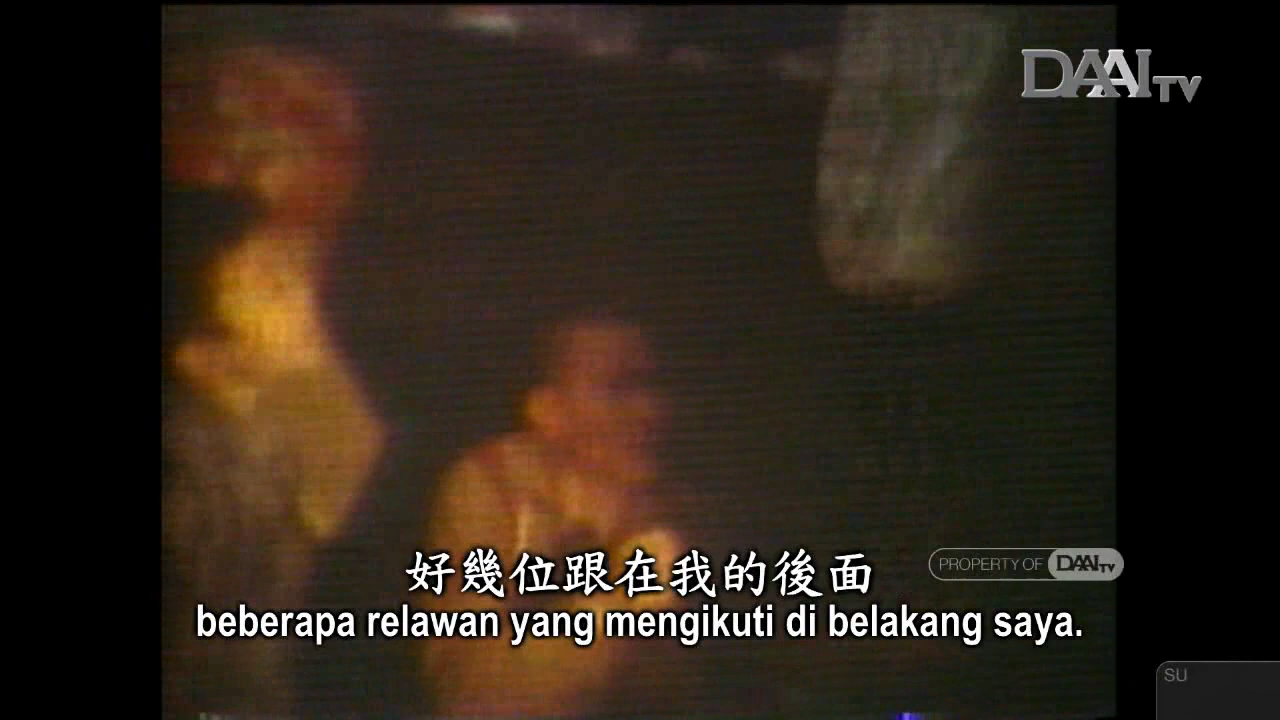 DAAI TV
好幾位跟在我的後面
PROPERTY OF DAAI TV
beberapa relawan yang mengikuti di belakang saya.
SU